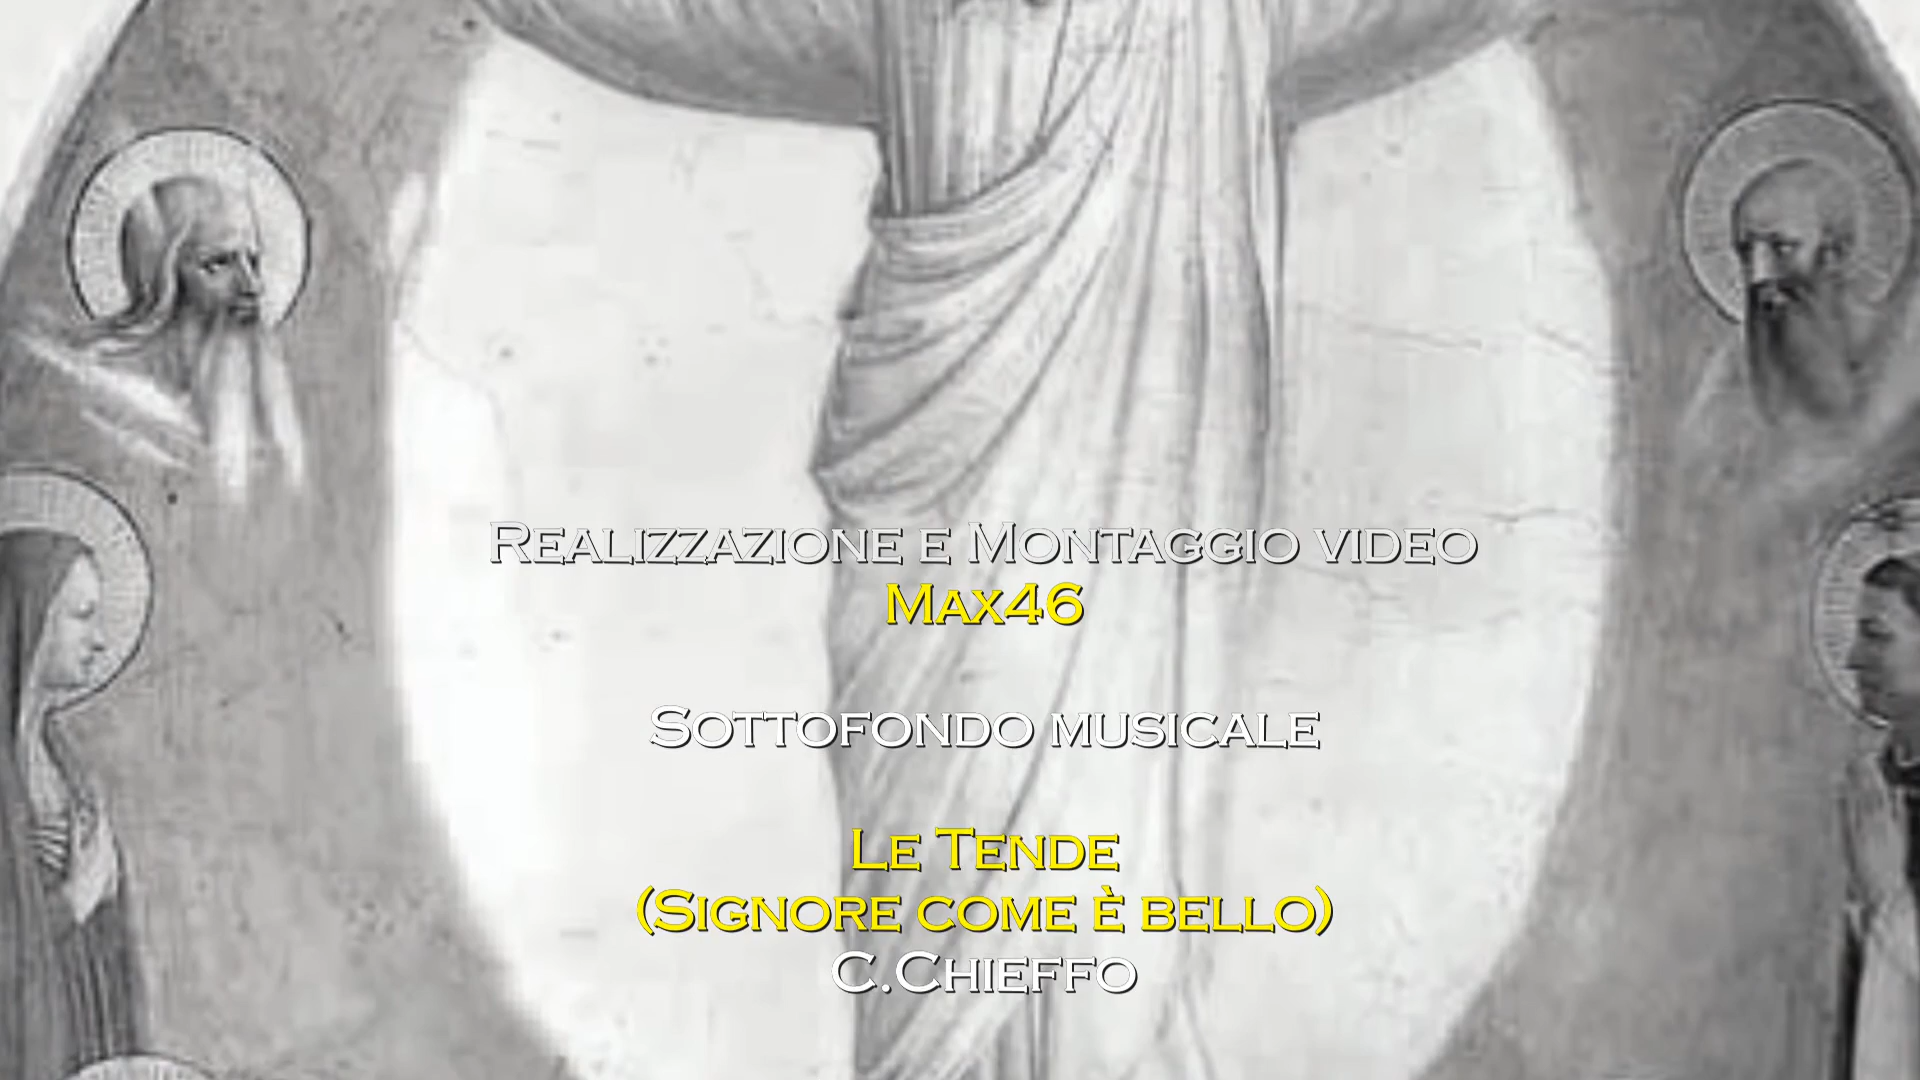 Realizzazione e Montaggio video
Max46
Sottofondo musicale
Le Tende
(Signore come è bello)
C.Chieffo